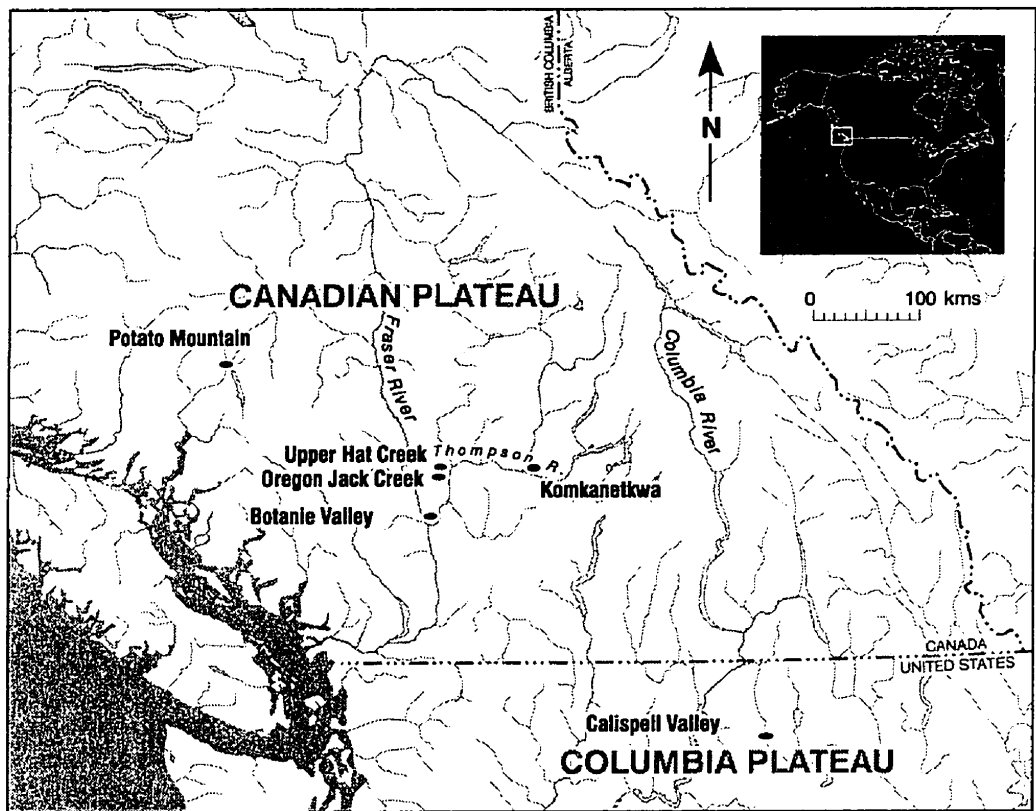 BRITISH COLUMBIA
ALBERTA
N
0 100 kms
CANADIAN PLATEAU
Fraser River
Potato Mountain
Columbia River
Upper Hat Creek
Thompson R.
Oregon Jack Creek
Komkanetkwa
Botanie Valley
CANADA
UNITED STATES
Calispell Valley
COLUMBIA PLATEAU